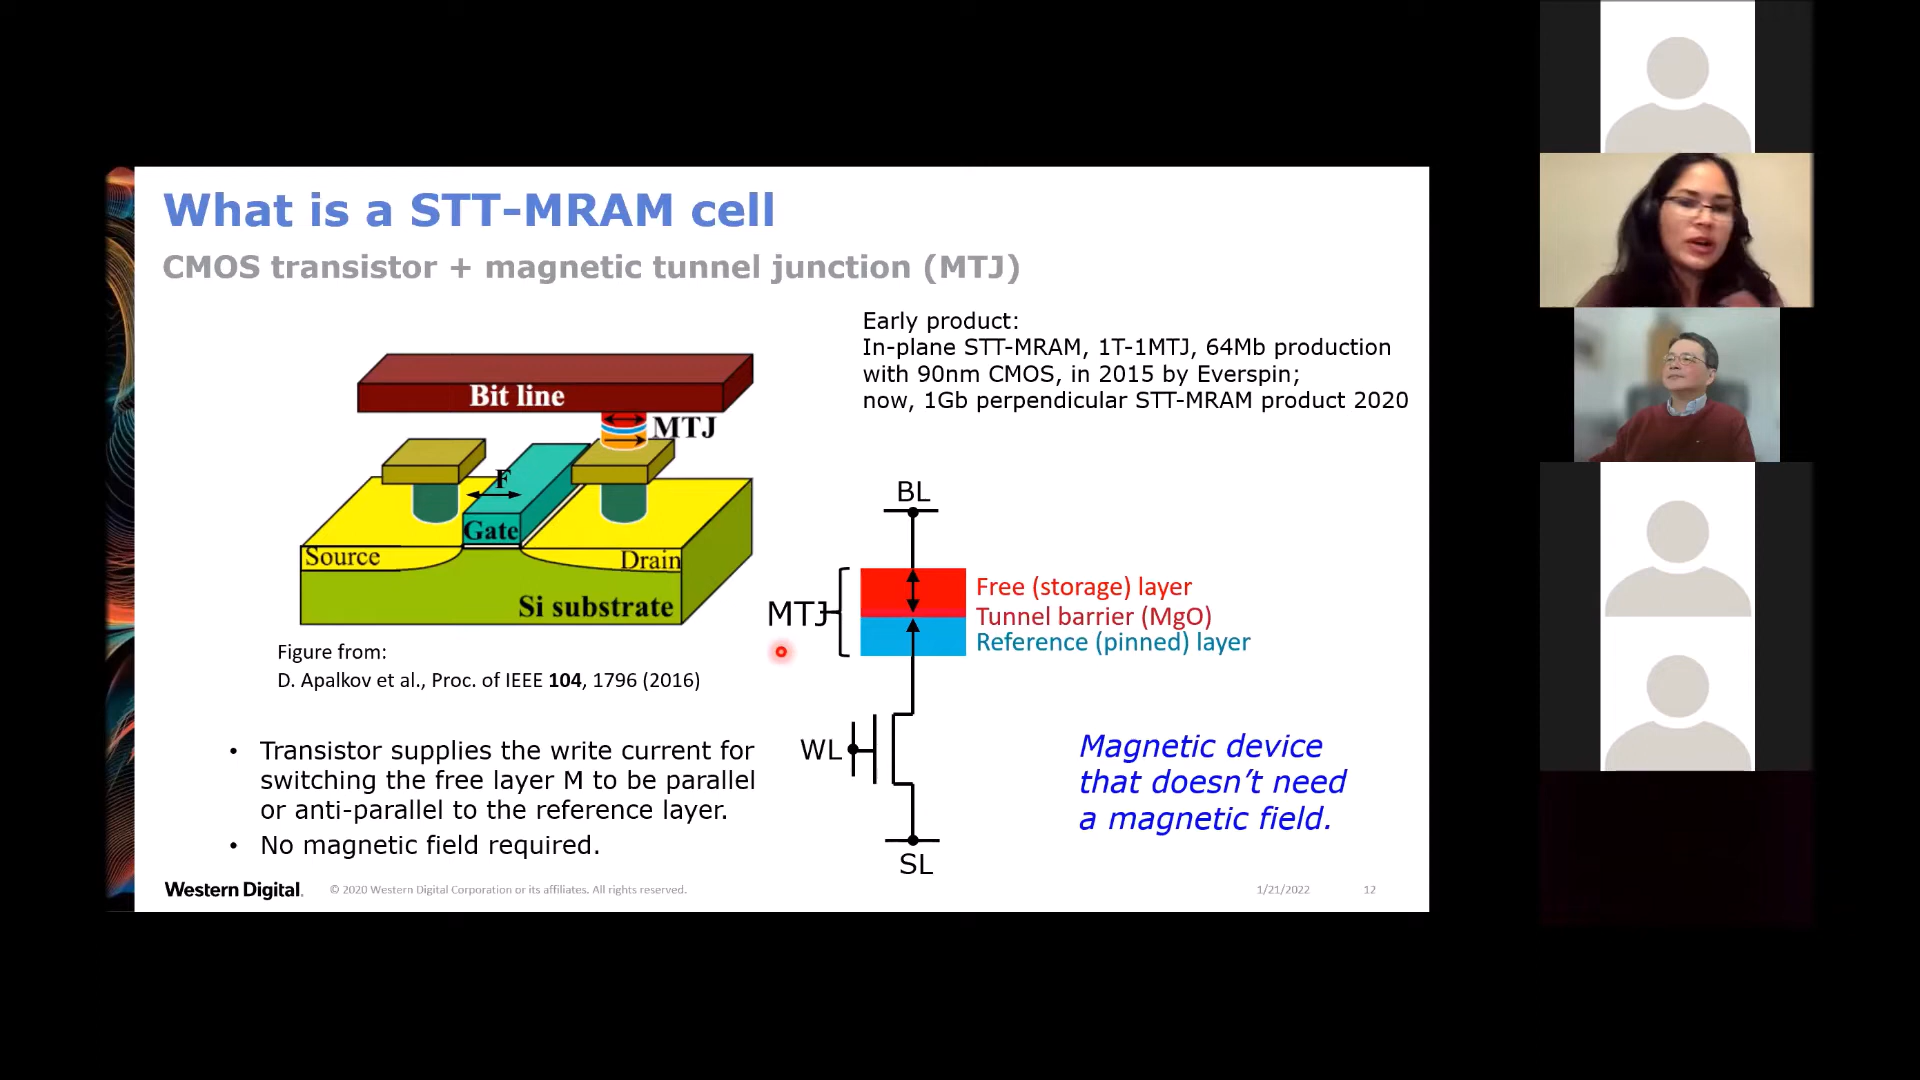 What is a STT-MRAM cell
CMOS transistor + magnetic tunnel junction (MTJ)
Early product:
In-plane STT-MRAM, 1T-1MTJ, 64Mb production
with 90nm CMOS, in 2015 by Everspin;
now, 1Gb perpendicular STT-MRAM product 2020
Bit line
MTJ
F
Gate
Source
Drain
Si substrate
Figure from:
D. Apalkov et al., Proc. of IEEE 104, 1796 (2016)
BL
MTJ
Free (storage) layer
Tunnel barrier (MgO)
Reference (pinned) layer
WL
SL
• Transistor supplies the write current for
switching the free layer M to be parallel
or anti-parallel to the reference layer.
• No magnetic field required.
Magnetic device
that doesn't need
a magnetic field.
Western Digital.
© 2020 Western Digital Corporation or its affiliates. All rights reserved.
1/21/2022
12